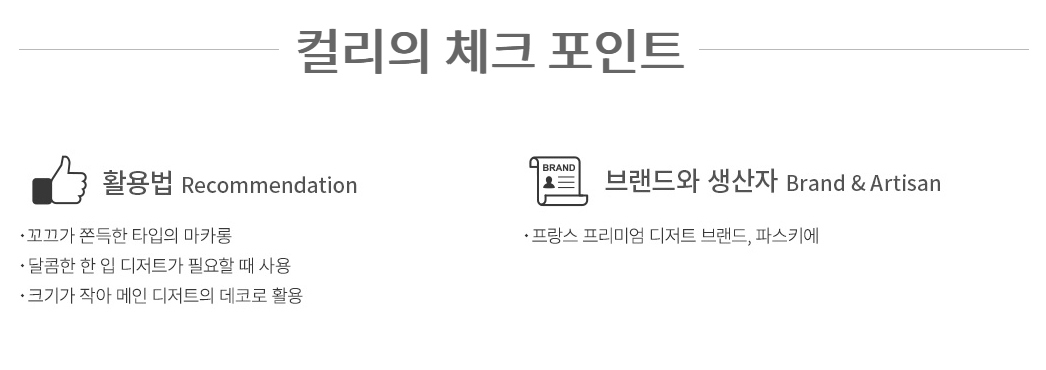 컬리의 체크 포인트
활용법 Recommendation
· 꼬끄가 쫀득한 타입의 마카롱
· 달콤한 한 입 디저트가 필요할 때 사용
· 크기가 작아 메인 디저트의 데코로 활용
BRAND
브랜드와 생산자 Brand & Artisan
· 프랑스 프리미엄 디저트 브랜드, 파스키에